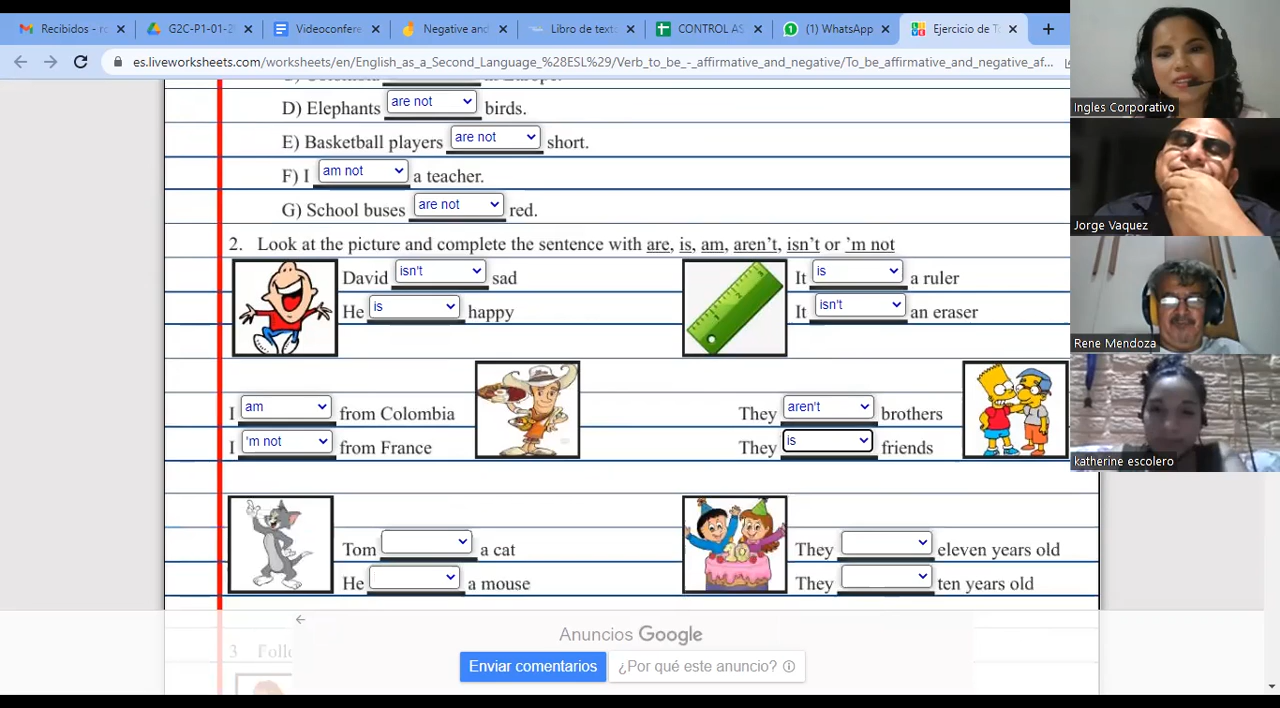 Recibidos - ro
G2C-P1-01-2
Videoconfere
Negative and
Libro de text
CONTROL AS
(1) WhatsApp
Ejercicio de T
es.liveworksheets.com/worksheets/en/English_as_a_Second_Language_%28ESL%29/Verb_to_be_-_affirmative_and_negative/To_be_affirmative_and_negative_af...
Ingles Corporativo
Jorge Vaquez
Rene Mendoza
katherine escolero
in Europe.
D) Elephants are not birds.
E) Basketball players are not short.
F) I am not a teacher.
G) School buses are not red.
2. Look at the picture and complete the sentence with are, is, am, aren't, isn't or 'm not
David isn't sad
He is happy
It is a ruler
It isn't an eraser
I am from Colombia
I 'm not from France
They aren't brothers
They is friends
Tom a cat
He a mouse
They eleven years old
They ten years old
10
Anuncios Google
Enviar comentarios
¿Por qué este anuncio?
3